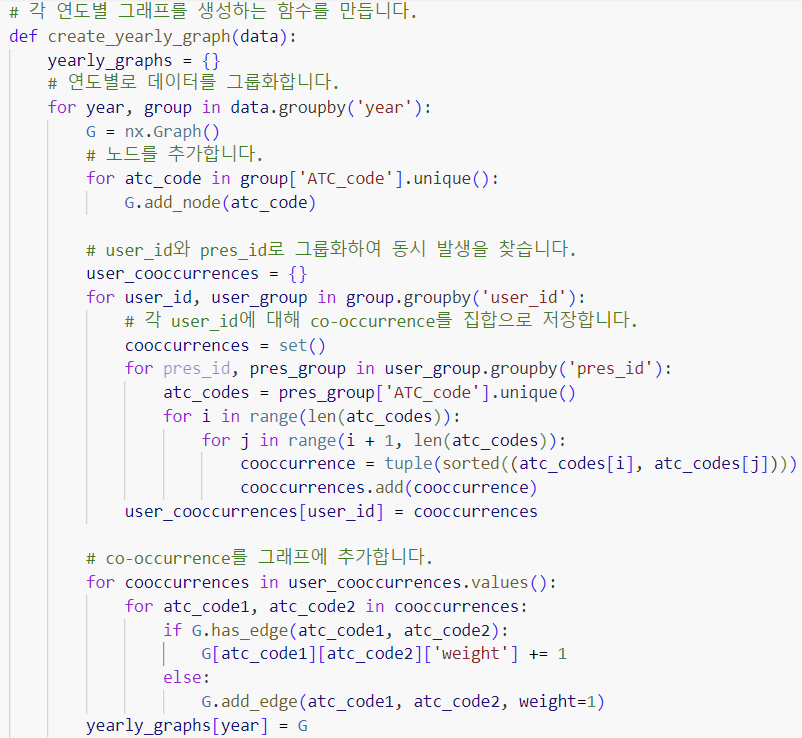 # 각 연도별 그래프를 생성하는 함수를 만듭니다.
def create_yearly_graph(data):
    yearly_graphs = {}
    # 연도별로 데이터를 그룹화합니다.
    for year, group in data.groupby('year'):
        G = nx.Graph()
        # 노드를 추가합니다.
        for atc_code in group['ATC_code'].unique():
            G.add_node(atc_code)

        # user_id와 pres_id로 그룹화하여 동시 발생을 찾습니다.
        user_cooccurrences = {}
        for user_id, user_group in group.groupby('user_id'):
            # 각 user_id에 대해 co-occurrence를 집합으로 저장합니다.
            cooccurrences = set()
            for pres_id, pres_group in user_group.groupby('pres_id'):
                atc_codes = pres_group['ATC_code'].unique()
                for i in range(len(atc_codes)):
                    for j in range(i + 1, len(atc_codes)):
                        cooccurrence = tuple(sorted((atc_codes[i], atc_codes[j])))
                        cooccurrences.add(cooccurrence)
            user_cooccurrences[user_id] = cooccurrences

        # co-occurrence를 그래프에 추가합니다.
        for cooccurrences in user_cooccurrences.values():
            for atc_code1, atc_code2 in cooccurrences:
                if G.has_edge(atc_code1, atc_code2):
                    G[atc_code1][atc_code2]['weight'] += 1
                else:
                    G.add_edge(atc_code1, atc_code2, weight=1)
        yearly_graphs[year] = G